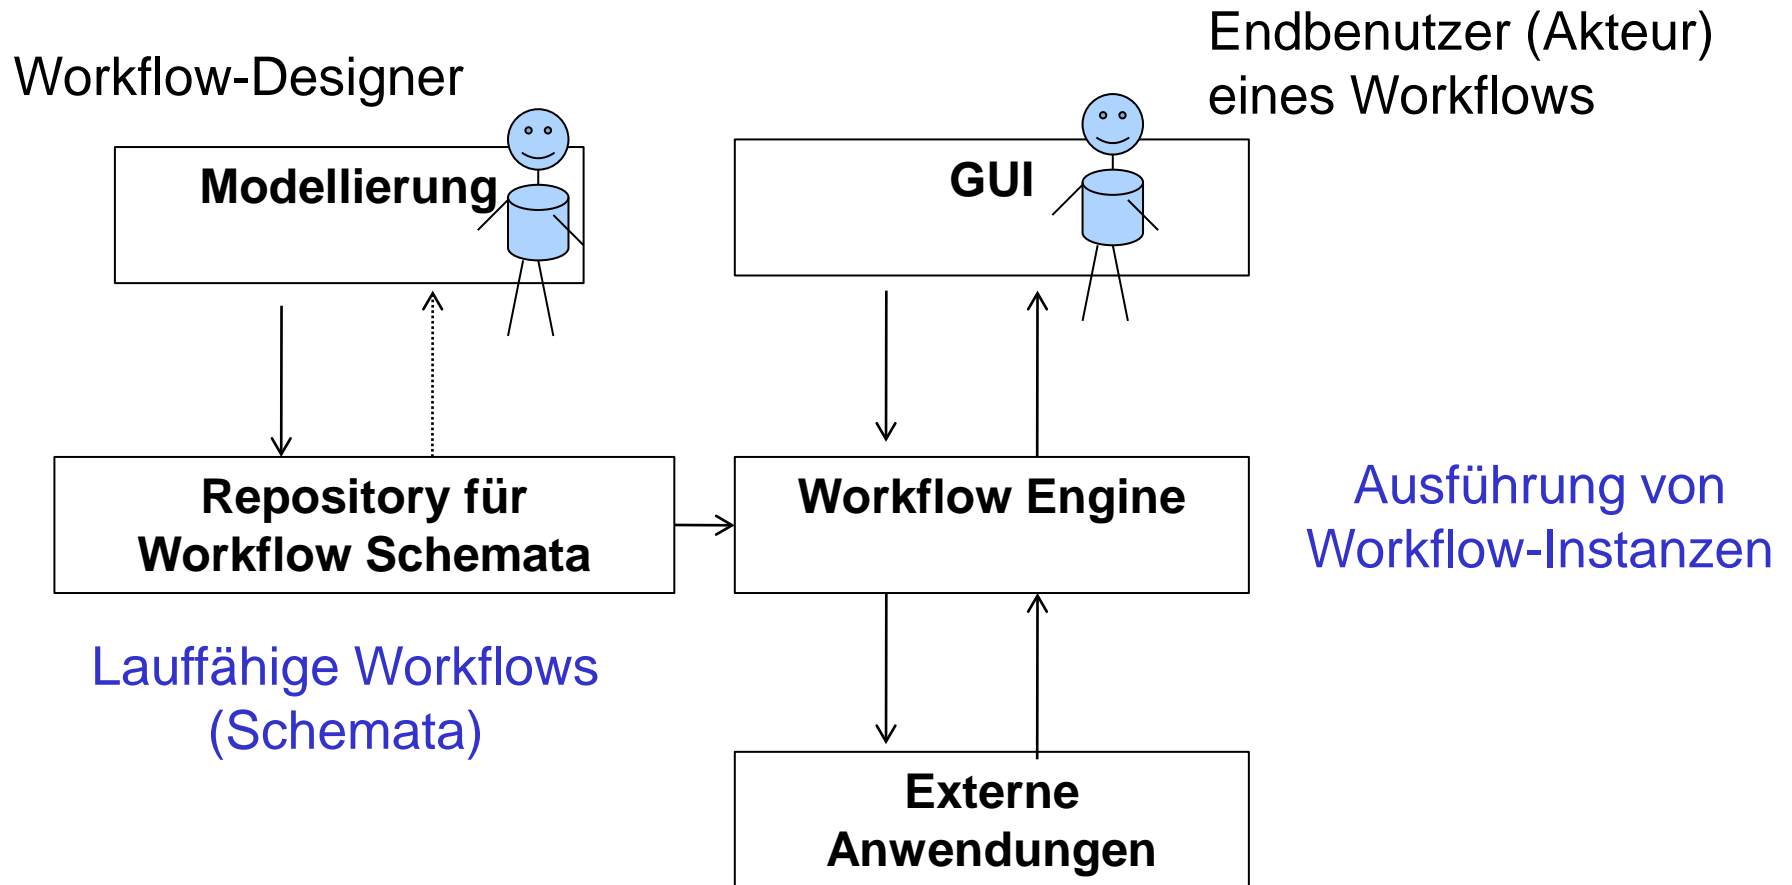 Workflow-Designer
Endbenutzer (Akteur)
eines Workflows
Modellierung
GUI
Repository für
Workflow Schemata
Workflow Engine
Ausführung von
Workflow-Instanzen
Lauffähige Workflows
(Schemata)
Externe
Anwendungen